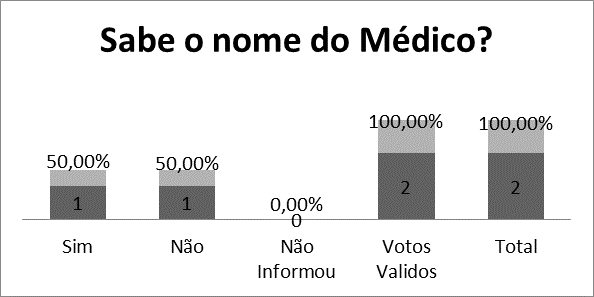 Sabe o nome do Médico?
50,00% 50,00% 0,00% 100,00% 100,00%
1 1 0 2 2
Sim Não Não Informou Votos Validos Total